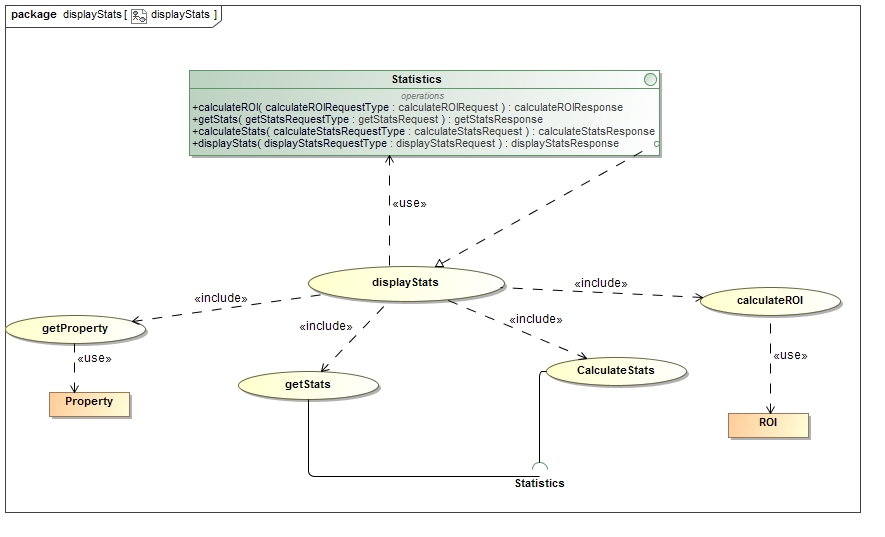 package displayStats [ displayStats ]
Statistics
operations
+calculateROI( calculateROIRequestType : calculateROIRequest ) : calculateROIResponse
+getStats( getStatsRequestType : getStatsRequest ) : getStatsResponse
+calculateStats( calculateStatsRequestType : calculateStatsRequest ) : calculateStatsResponse
+displayStats( displayStatsRequestType : displayStatsRequest ) : displayStatsResponse
«use»
displayStats
«include»
«include»
calculateROI
«include»
«include»
getProperty
«use»
«use»
CalculateStats
getStats
Property
ROI
Statistics